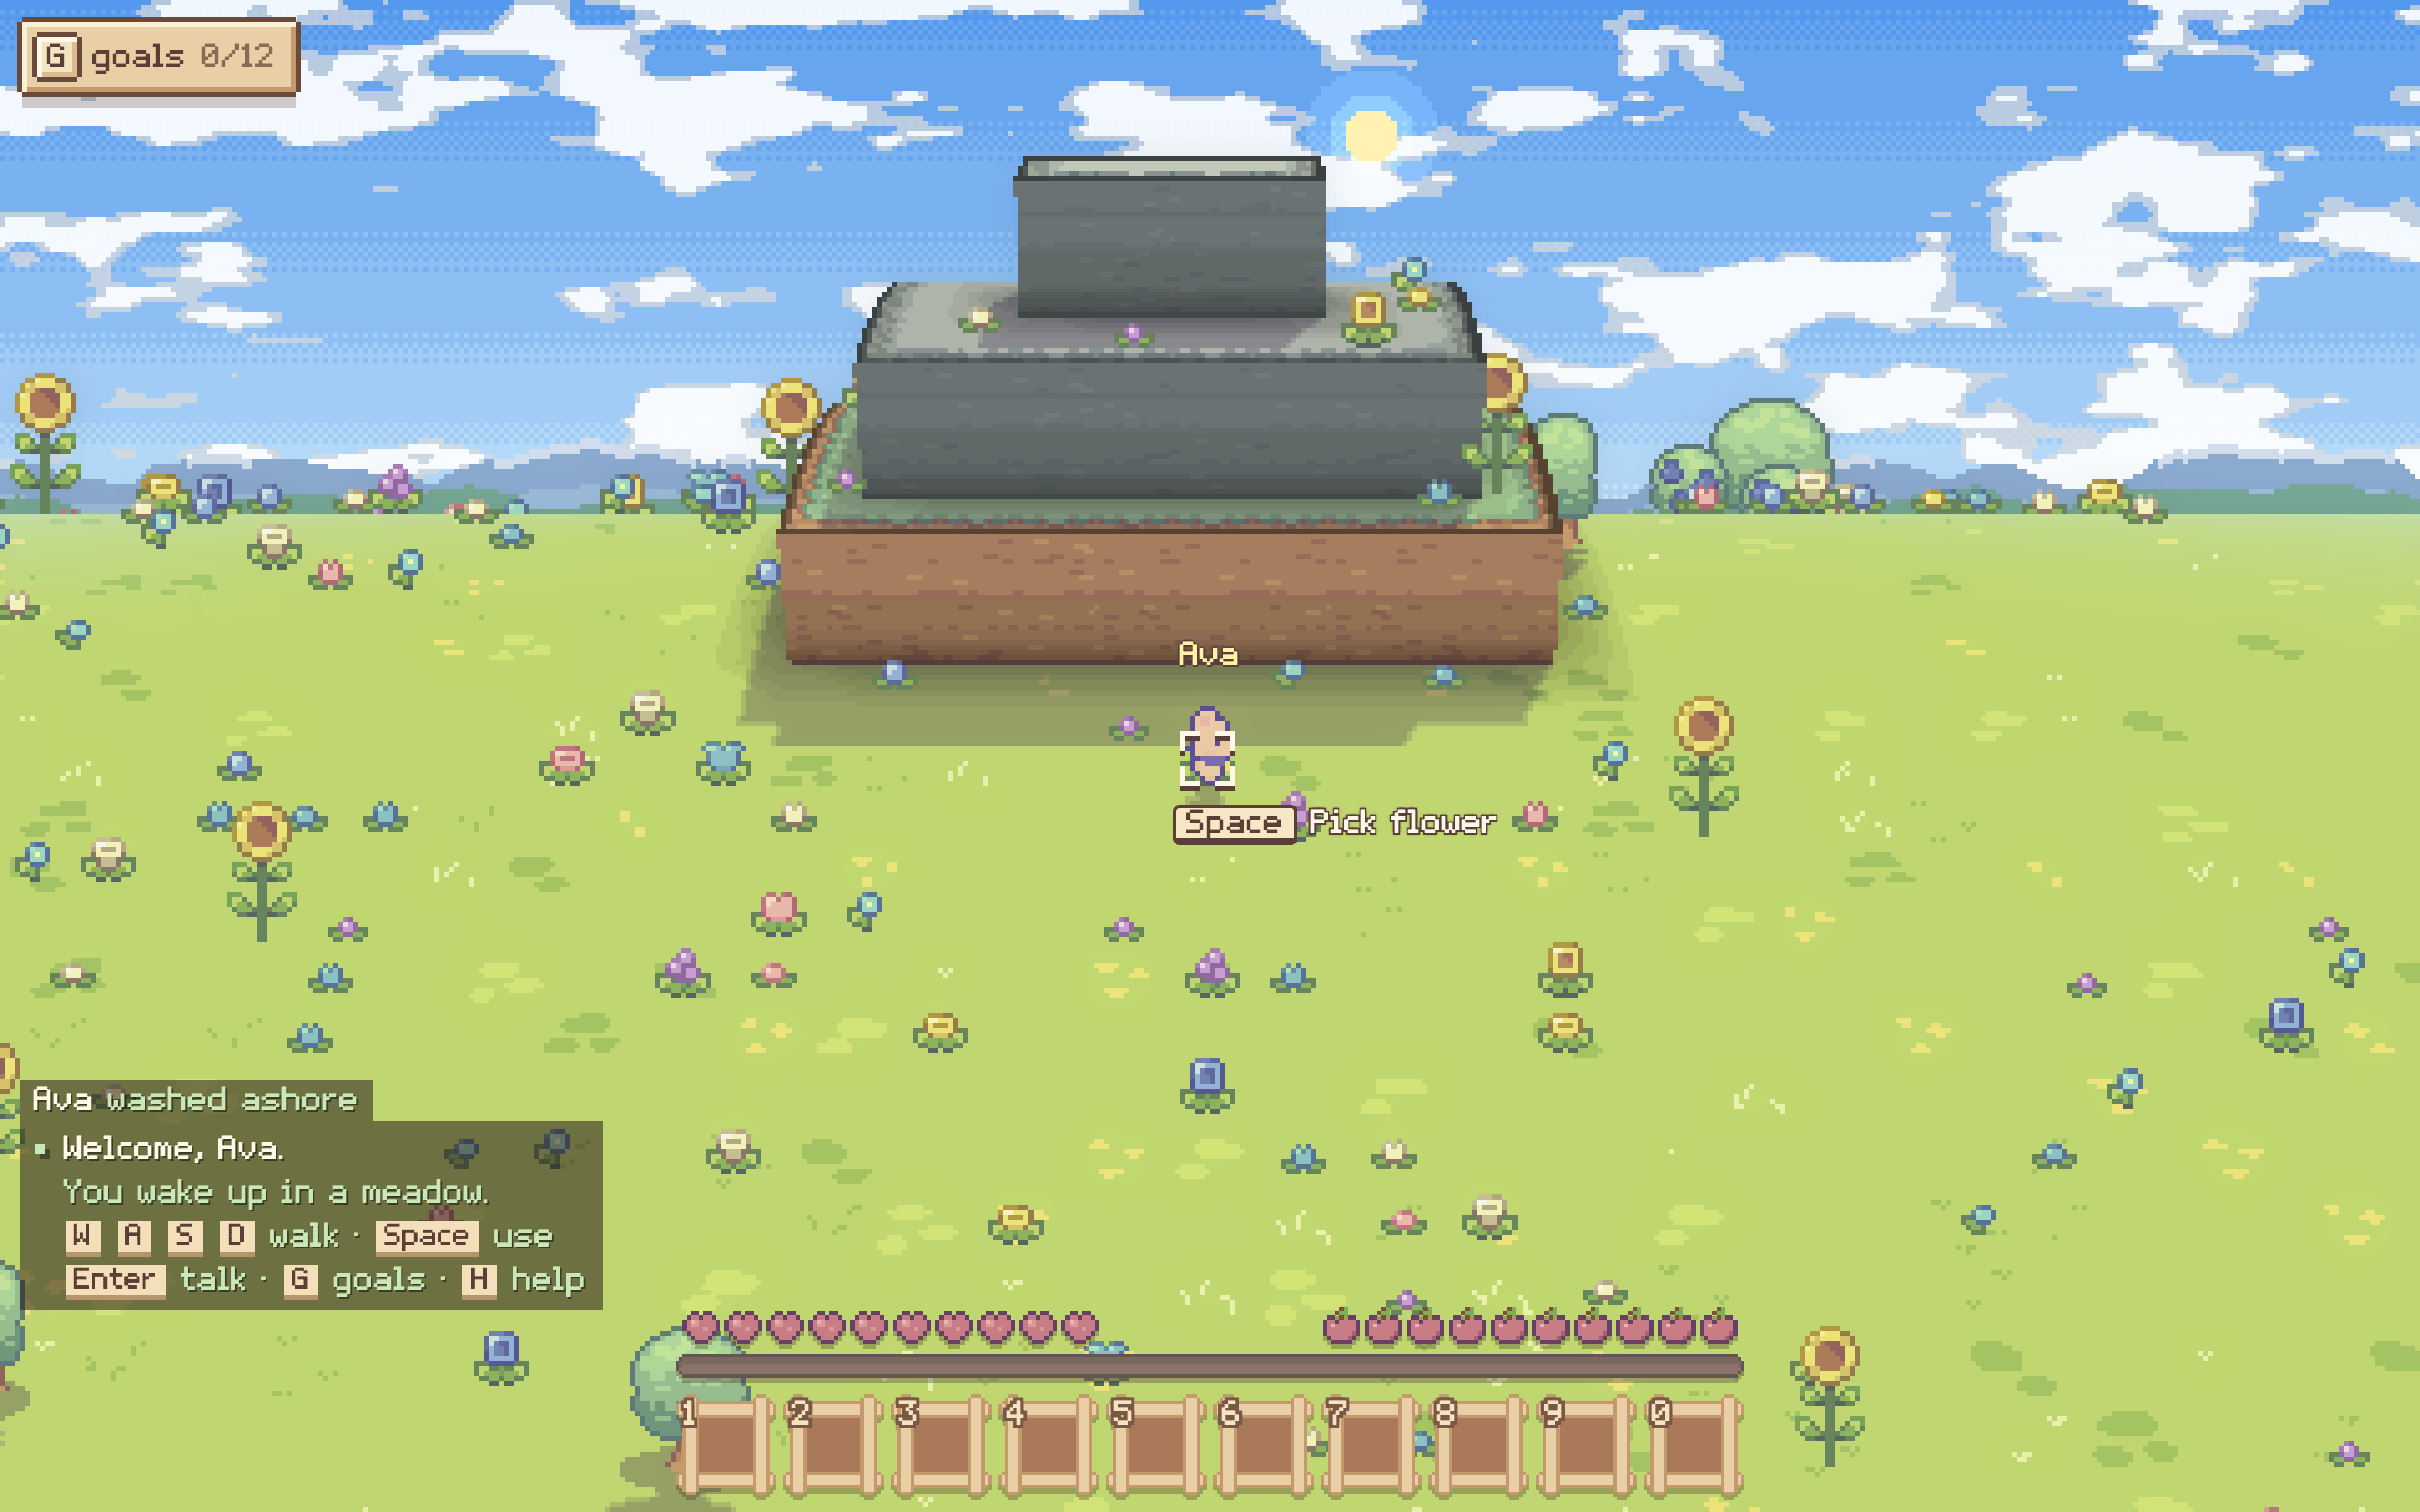 G goals 0/12
Ava
Space Pick flower
Ava washed ashore
Welcome, Ava.
You wake up in a meadow.
W A S D walk · Space use
Enter talk · G goals · H help
1 2 3 4 5 6 7 8 9 0